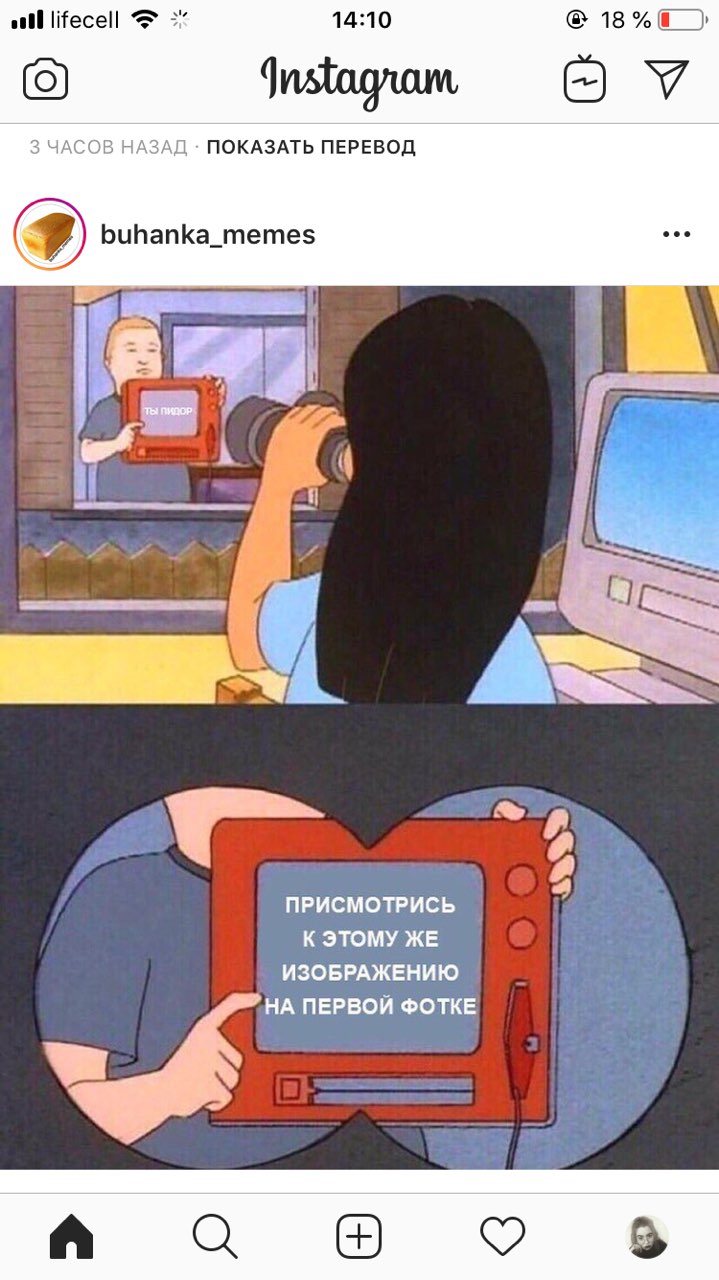 lifecell 14:10 18 %
Instagram
3 ЧАСОВ НАЗАД · ПОКАЗАТЬ ПЕРЕВОД
buhanka_memes
ТЫ ПИДОР
ПРИСМОТРИСЬ
К ЭТОМУ ЖЕ
ИЗОБРАЖЕНИЮ
НА ПЕРВОЙ ФОТКЕ